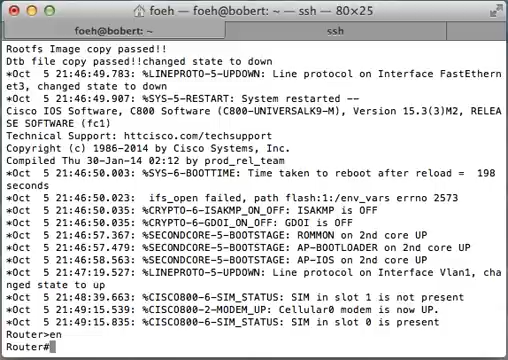 foeh — foeh@bobert: ~ — ssh — 80×25
foeh@bobert: ~
ssh
Rootfs Image copy passed!!
Dtb file copy passed!!changed state to down
*Oct  5 21:46:49.783: %LINEPROTO-5-UPDOWN: Line protocol on Interface FastEthern
et3, changed state to down
*Oct  5 21:46:49.907: %SYS-5-RESTART: System restarted --
Cisco IOS Software, C800 Software (C800-UNIVERSALK9-M), Version 15.3(3)M2, RELEA
SE SOFTWARE (fc1)
Technical Support: httcisco.com/techsupport
Copyright (c) 1986-2014 by Cisco Systems, Inc.
Compiled Thu 30-Jan-14 02:12 by prod_rel_team
*Oct  5 21:46:50.003: %SYS-6-BOOTTIME: Time taken to reboot after reload =  198
seconds
*Oct  5 21:46:50.023:  ifs_open failed, path flash:1:/env_vars errno 2573
*Oct  5 21:46:50.035: %CRYPTO-6-ISAKMP_ON_OFF: ISAKMP is OFF
*Oct  5 21:46:50.035: %CRYPTO-6-GDOI_ON_OFF: GDOI is OFF
*Oct  5 21:46:57.367: %SECONDCORE-5-BOOTSTAGE: ROMMON on 2nd core UP
*Oct  5 21:46:57.479: %SECONDCORE-5-BOOTSTAGE: AP-BOOTLOADER on 2nd core UP
*Oct  5 21:46:58.563: %SECONDCORE-5-BOOTSTAGE: AP-IOS on 2nd core UP
*Oct  5 21:47:19.527: %LINEPROTO-5-UPDOWN: Line protocol on Interface Vlan1, cha
nged state to up
*Oct  5 21:48:39.663: %CISCO800-6-SIM_STATUS: SIM in slot 1 is not present
*Oct  5 21:49:15.539: %CISCO800-2-MODEM_UP: Cellular0 modem is now UP.
*Oct  5 21:49:15.835: %CISCO800-6-SIM_STATUS: SIM in slot 0 is present
Router>en
Router#